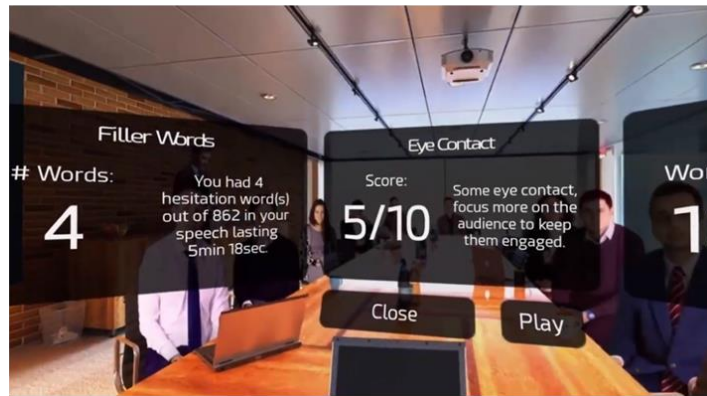 Filler Words
# Words:
4
You had 4
hesitation word(s)
out of 862 in your
speech lasting
5min 18sec.
Eye Contact
Score:
5/10
Some eye contact,
focus more on the
audience to keep
them engaged.
Close
Play